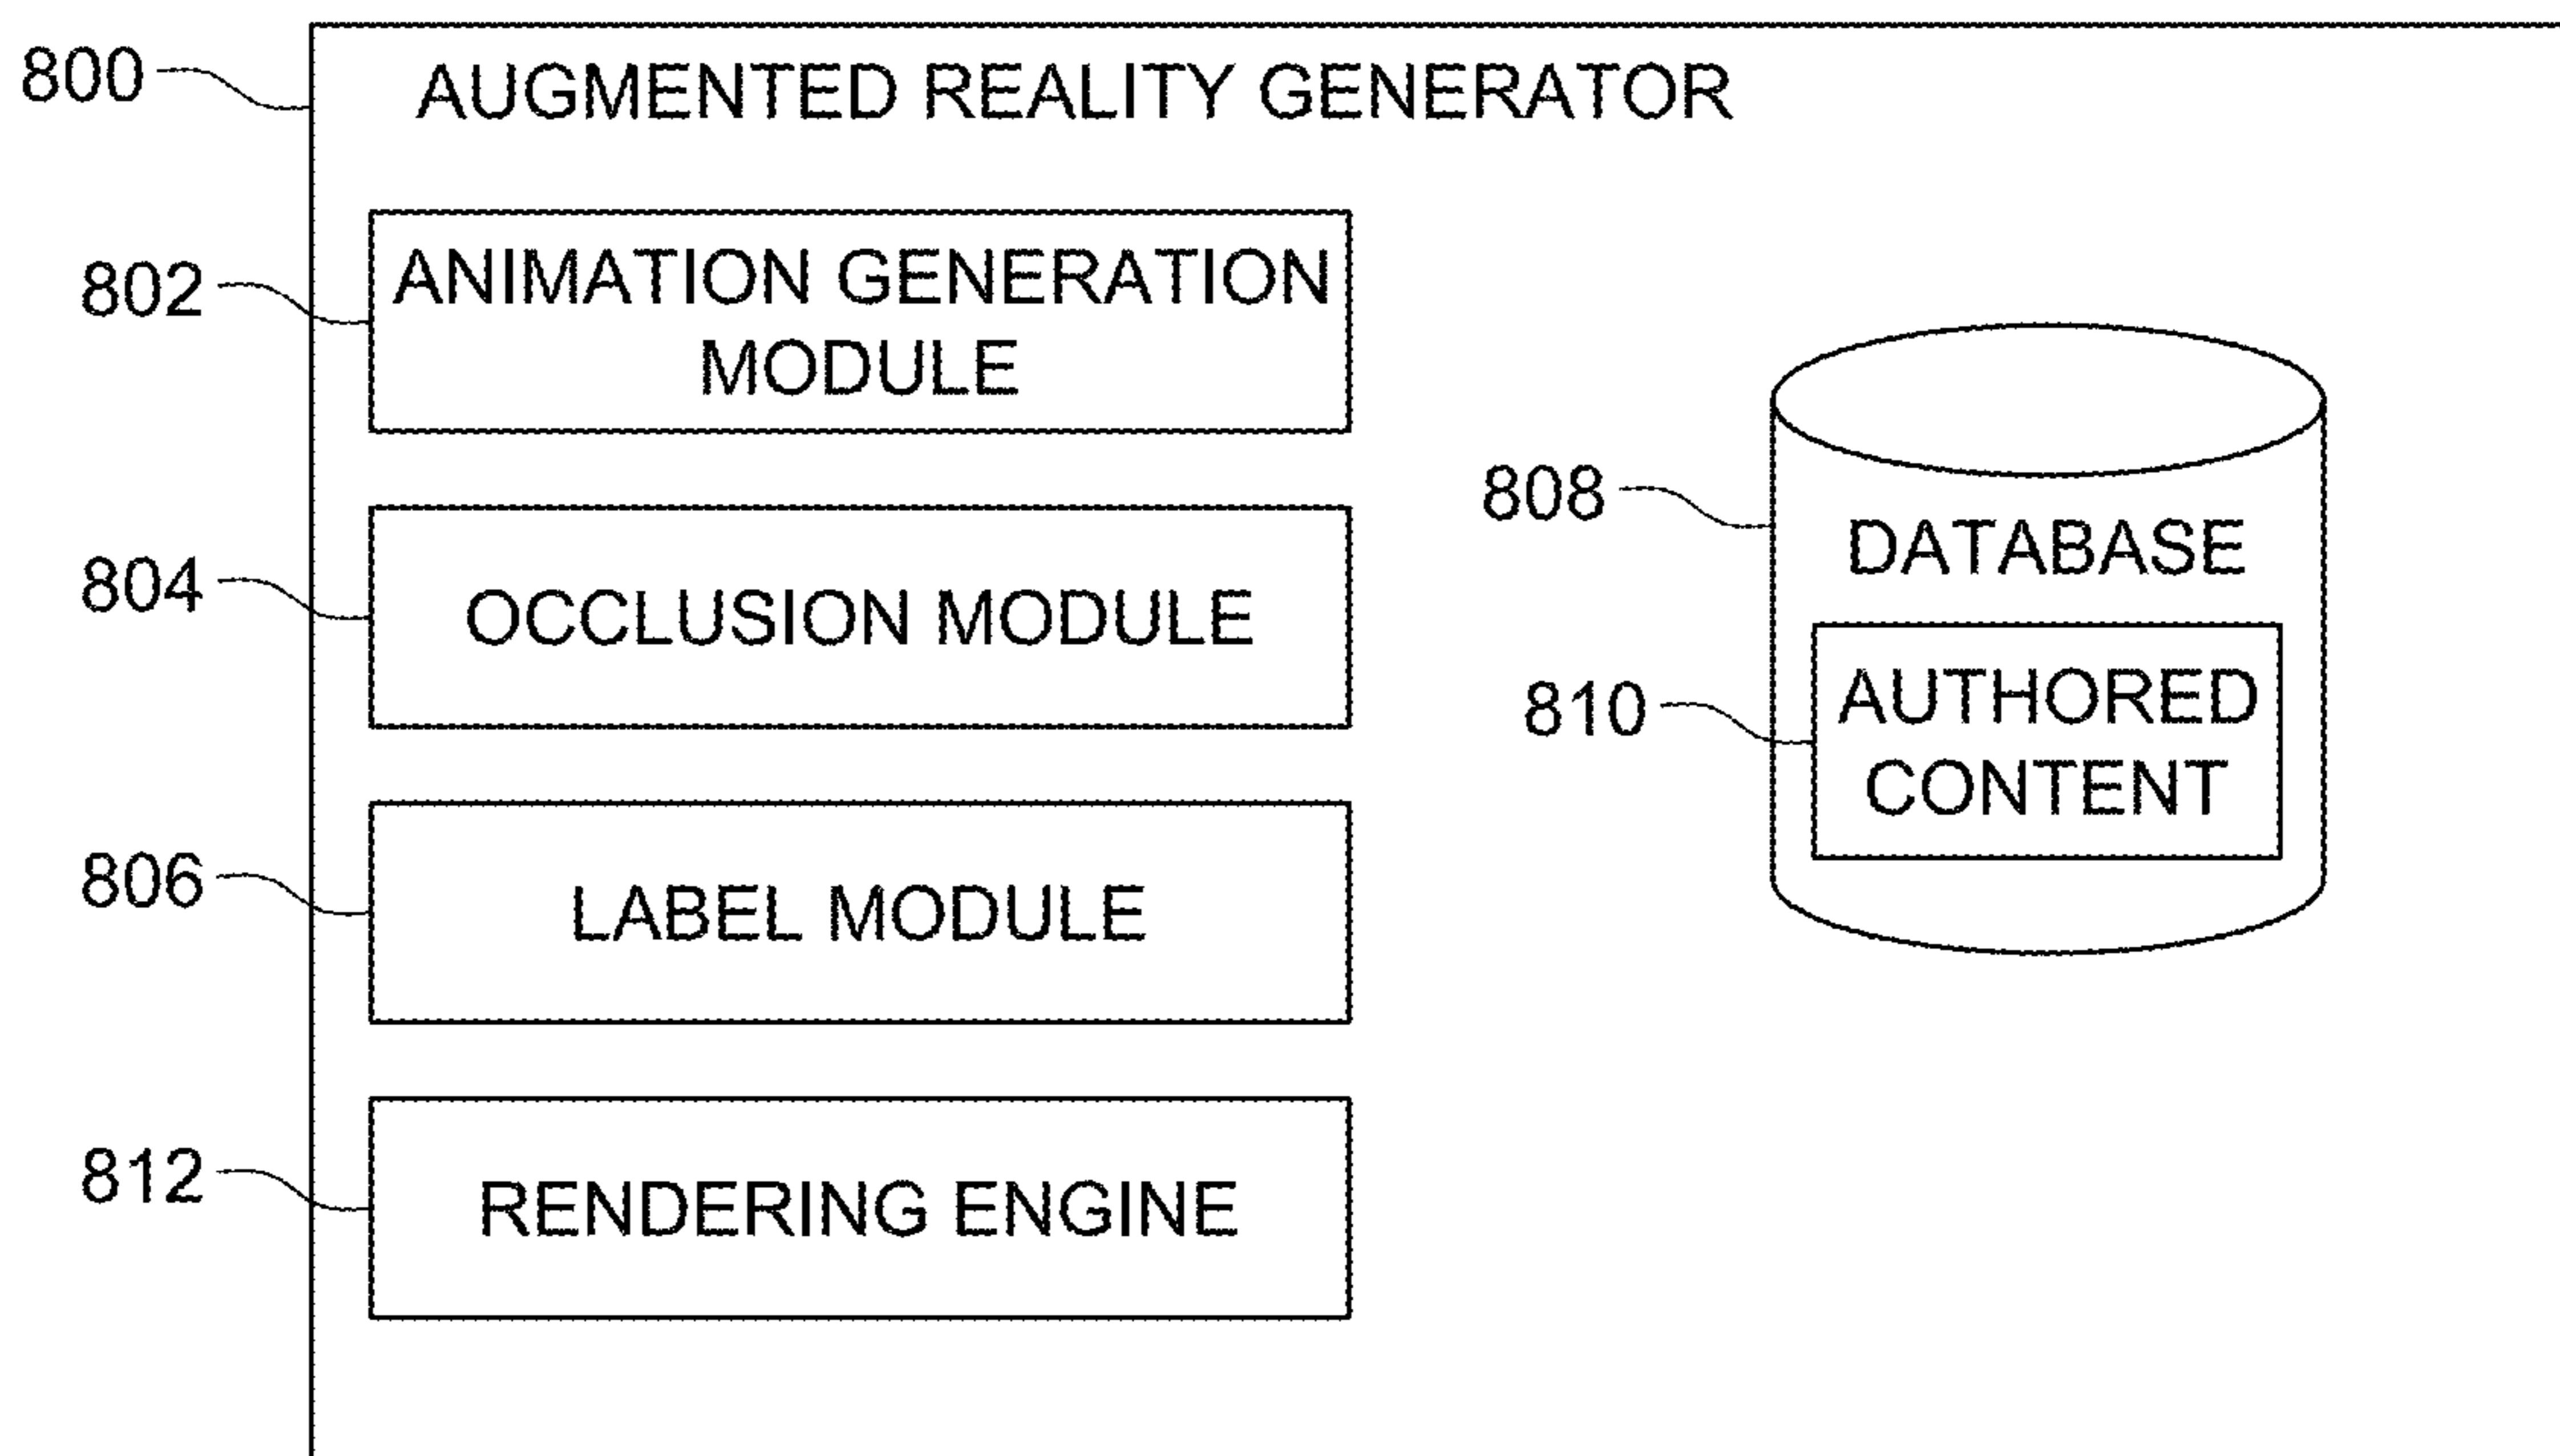 800
AUGMENTED REALITY GENERATOR
802
ANIMATION GENERATION
MODULE
804
OCCLUSION MODULE
806
LABEL MODULE
812
RENDERING ENGINE
808
DATABASE
810
AUTHORED
CONTENT